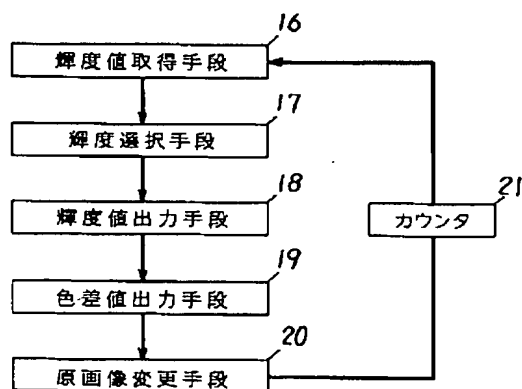 16
輝度値取得手段
17
輝度選択手段
18
輝度値出力手段
21
カウンタ
19
色差値出力手段
20
原画像変更手段